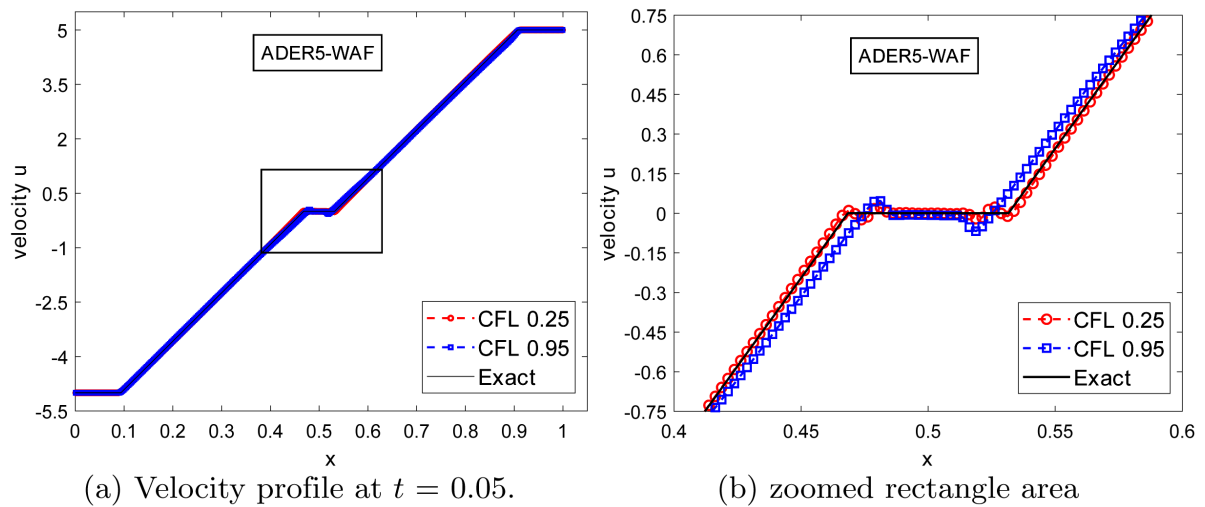 5
3.5
2
0.5
-1
-2.5
-4
-5.5
velocity u
ADER5-WAF
CFL 0.25
CFL 0.95
Exact
0 0.1 0.2 0.3 0.4 0.5 0.6 0.7 0.8 0.9 1
x
(a) Velocity profile at t = 0.05.
0.75
0.6
0.45
0.3
0.15
0
-0.15
-0.3
-0.45
-0.6
-0.75
velocity u
ADER5-WAF
CFL 0.25
CFL 0.95
Exact
0.4 0.45 0.5 0.55 0.6
x
(b) zoomed rectangle area